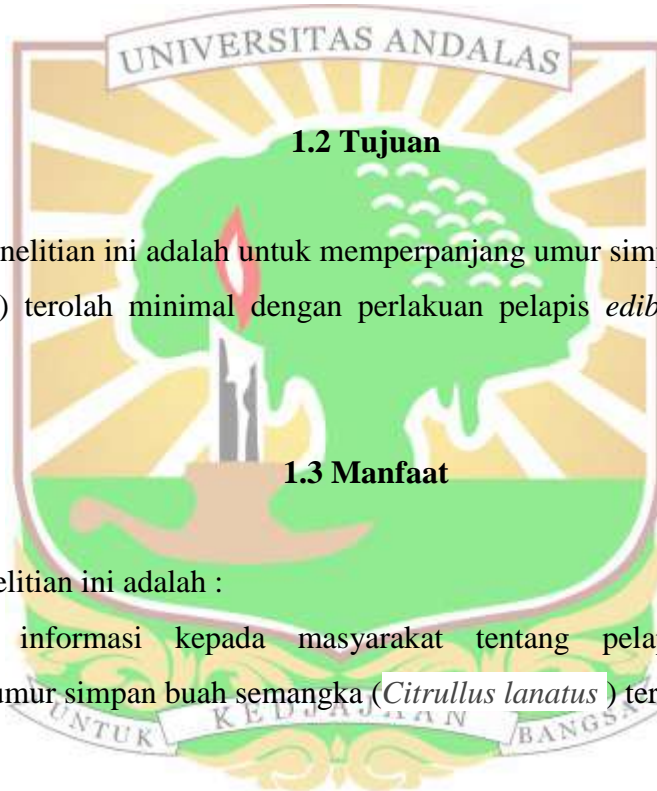 UNIVERSITAS ANDALAS
1.2 Tujuan
nelitian ini adalah untuk memperpanjang umur simp
) terolah minimal dengan perlakuan pelapis edib
1.3 Manfaat
elitian ini adalah :
informasi kepada masyarakat tentang pela
umur simpan buah semangka (Citrullus lanatus ) ter
UNTUK KEDJAJAAN BANGSA